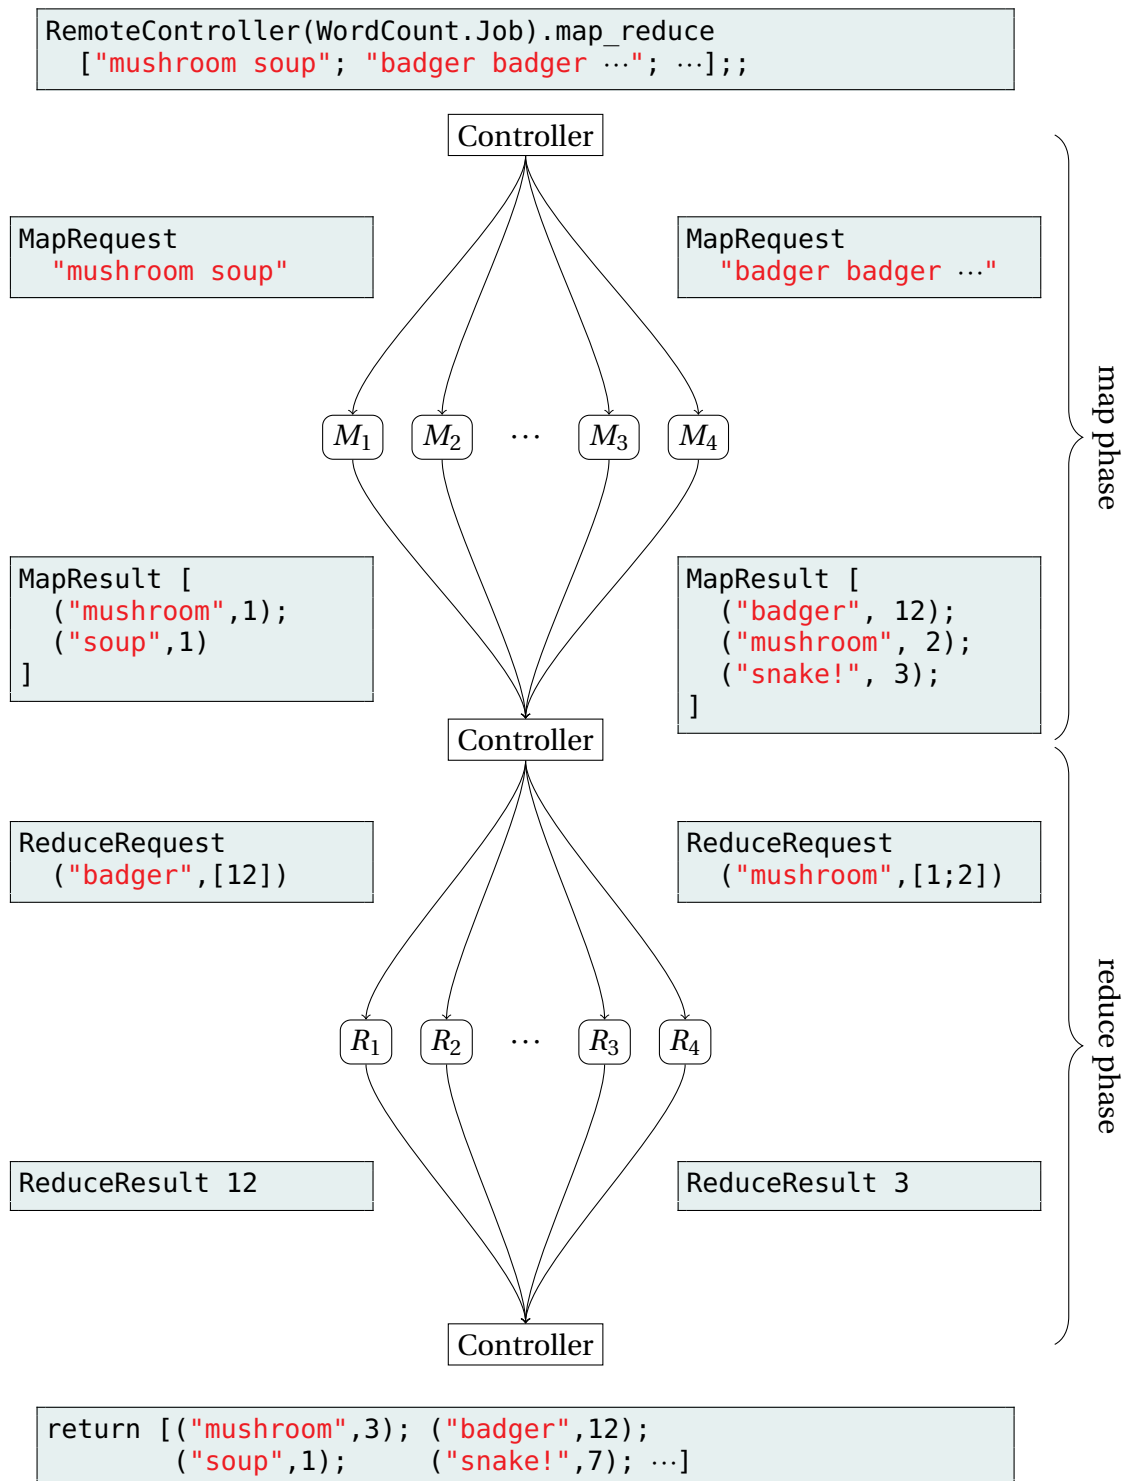 RemoteController(WordCount.Job).map_reduce
["mushroom soup"; "badger badger ⋯"; ⋯];;
Controller
MapRequest
"mushroom soup"
MapRequest
"badger badger ⋯"
map phase
M1 M2 ⋯ M3 M4
MapResult [
("mushroom",1);
("soup",1)
]
MapResult [
("badger", 12);
("mushroom", 2);
("snake!", 3);
]
Controller
ReduceRequest
("badger",[12])
ReduceRequest
("mushroom",[1;2])
reduce phase
R1 R2 ⋯ R3 R4
ReduceResult 12
ReduceResult 3
Controller
return [("mushroom",3); ("badger",12);
("soup",1); ("snake!",7); ⋯]